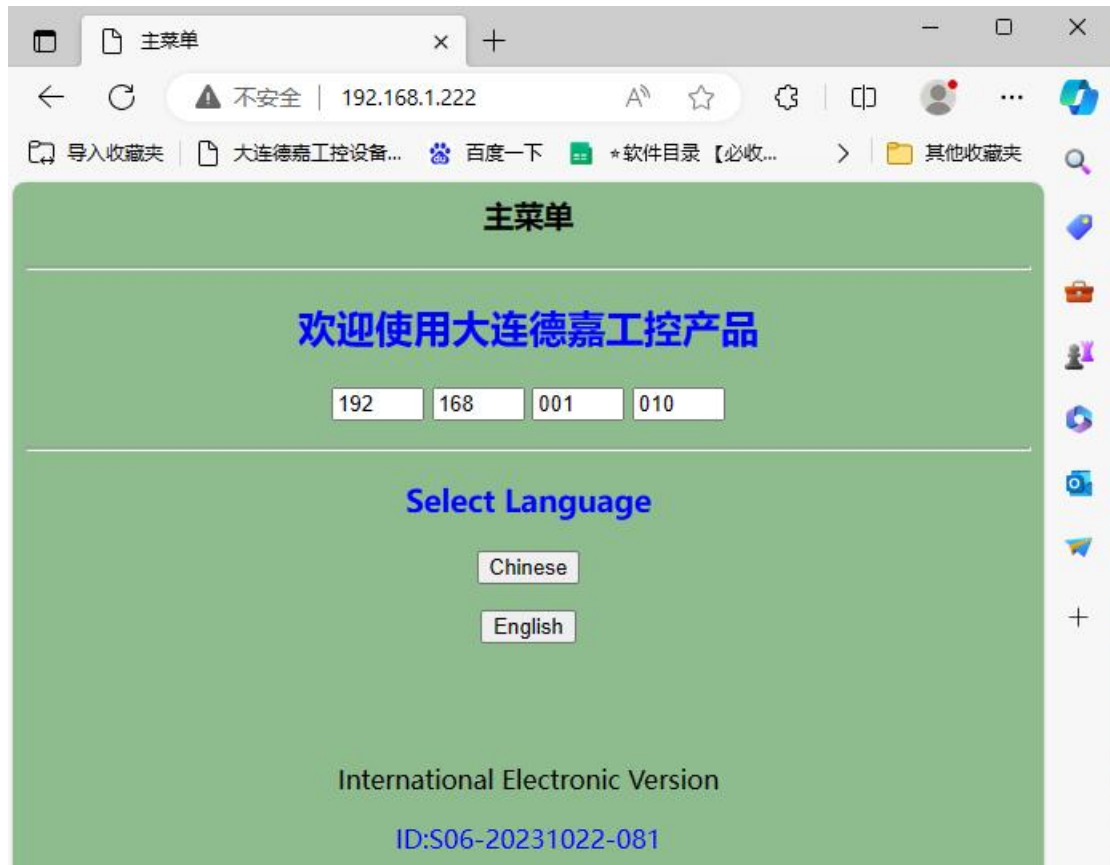 主菜单
不安全 | 192.168.1.222
导入收藏夹 大连德嘉工控设备... 百度一下 *软件目录【必收... 其他收藏夹
主菜单
欢迎使用大连德嘉工控产品
192 168 001 010
Select Language
Chinese
English
International Electronic Version
ID:S06-20231022-081